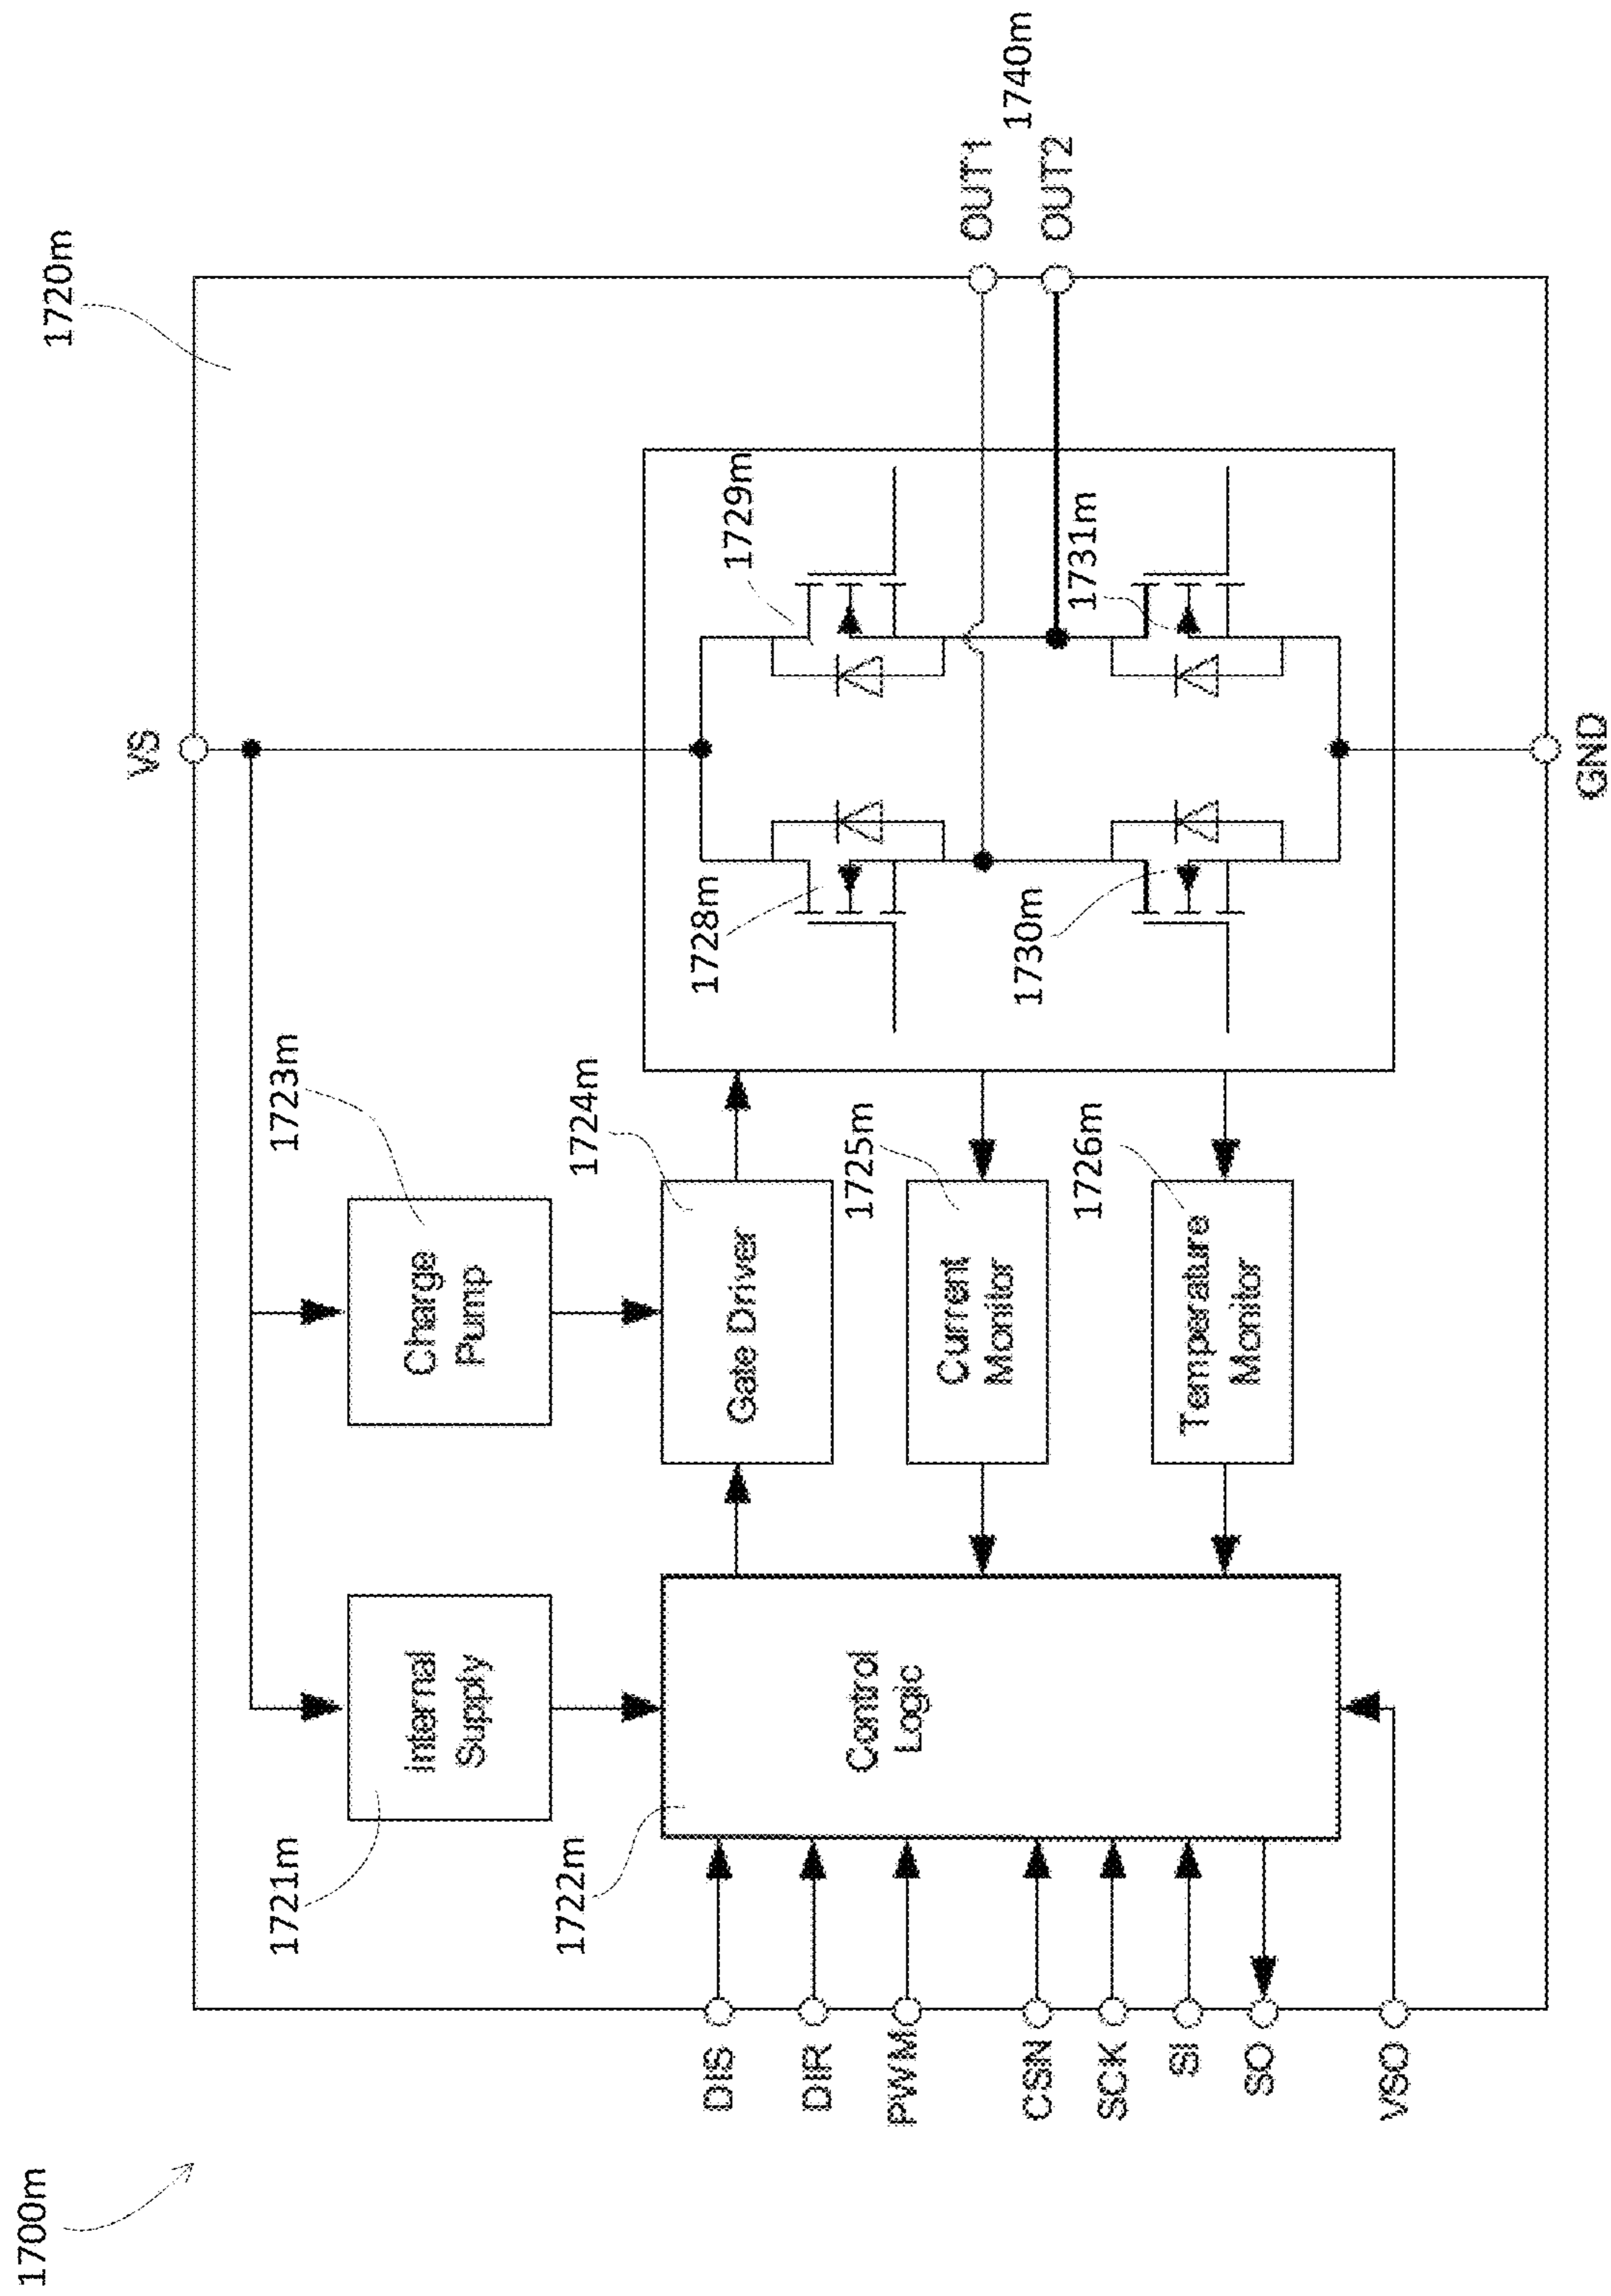 1700m
1720m
VS
1721m
Internal
Supply
1723m
Charge
Pump
1722m
Control
Logic
1724m
Gate Driver
1725m
Current
Monitor
1726m
Temperature
Monitor
1728m
1729m
1730m
1731m
DIS
DIR
PWM
CSN
SCK
SI
SO
VSO
OUT1
OUT2
1740m
GND